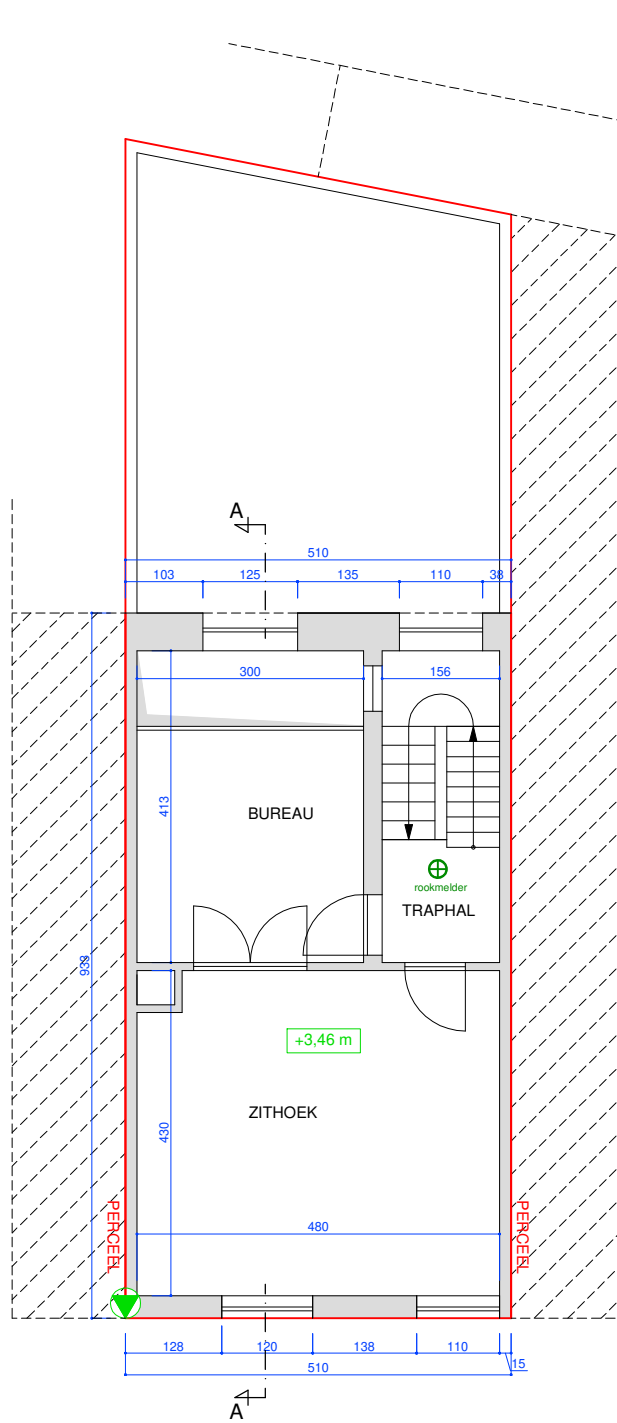 A
510
103 125 135 110 38
300 156
413
BUREAU
rookmelder
TRAPHAL
939
+3,46 m
ZITHOEK
430
PERCEEL
PERCEEL
480
128 120 138 110 15
510
A